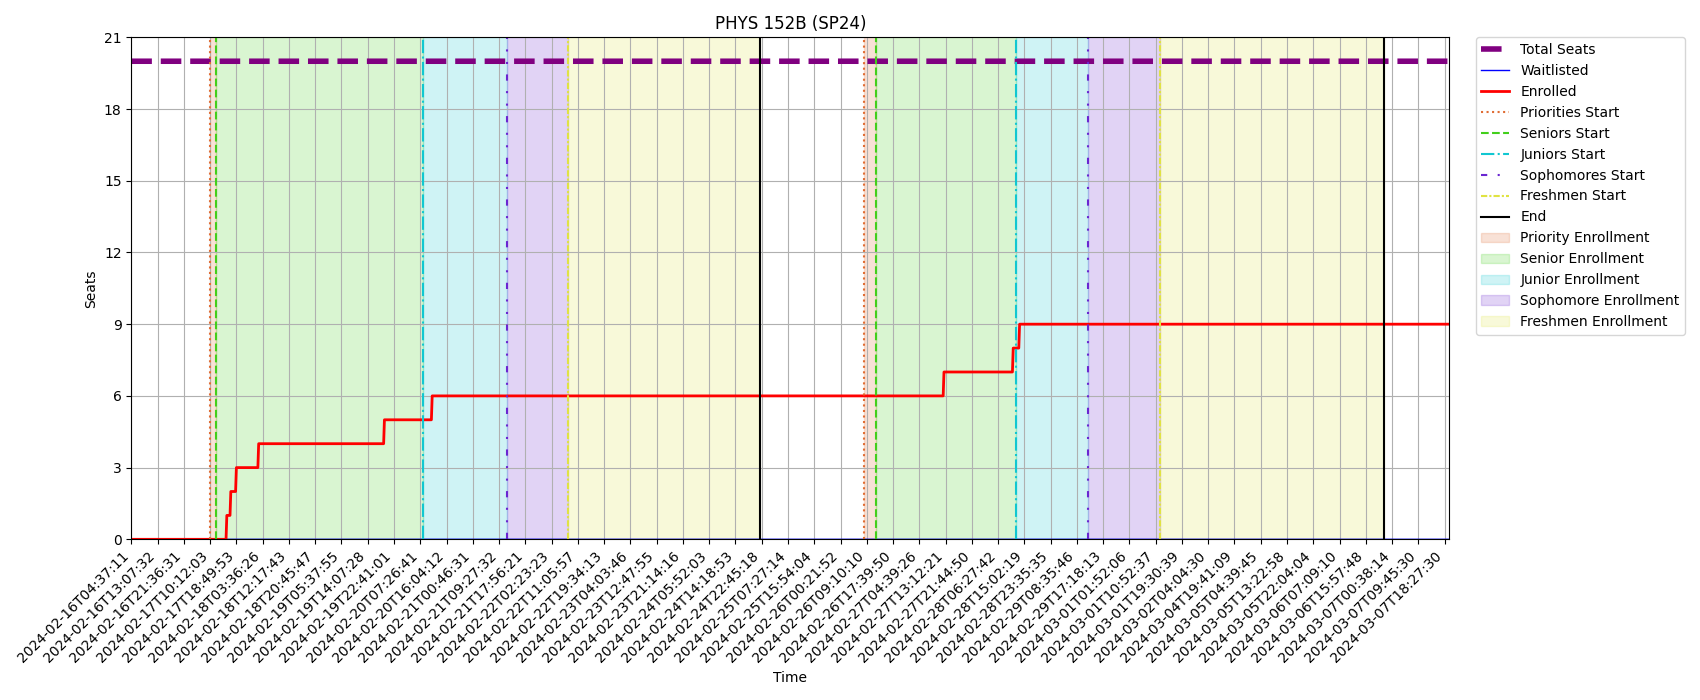 PHYS 152B (SP24)
21
18
15
12
9
6
3
0
Seats
2024-02-16T04:37:11
2024-02-16T13:07:32
2024-02-16T21:36:31
2024-02-17T10:12:03
2024-02-17T18:49:53
2024-02-18T03:36:26
2024-02-18T12:17:43
2024-02-18T20:45:47
2024-02-19T05:37:55
2024-02-19T14:07:28
2024-02-19T22:41:01
2024-02-20T07:26:41
2024-02-20T16:04:12
2024-02-21T00:46:31
2024-02-21T09:27:32
2024-02-21T17:56:21
2024-02-22T02:23:23
2024-02-22T11:05:57
2024-02-22T19:34:13
2024-02-23T04:03:46
2024-02-23T12:47:55
2024-02-23T21:14:16
2024-02-24T05:52:03
2024-02-24T14:18:53
2024-02-24T22:45:18
2024-02-25T07:27:14
2024-02-25T15:54:04
2024-02-26T00:21:52
2024-02-26T09:10:10
2024-02-26T17:39:50
2024-02-27T04:39:26
2024-02-27T13:12:21
2024-02-27T21:44:50
2024-02-28T06:27:42
2024-02-28T15:02:19
2024-02-28T23:35:35
2024-02-29T08:35:46
2024-02-29T17:18:13
2024-03-01T01:52:06
2024-03-01T10:52:37
2024-03-01T19:30:39
2024-03-02T04:04:30
2024-03-04T19:41:09
2024-03-05T04:39:45
2024-03-05T13:22:58
2024-03-05T22:04:04
2024-03-06T07:09:10
2024-03-06T15:57:48
2024-03-07T00:38:14
2024-03-07T09:45:30
2024-03-07T18:27:30
Time
Total Seats
Waitlisted
Enrolled
Priorities Start
Seniors Start
Juniors Start
Sophomores Start
Freshmen Start
End
Priority Enrollment
Senior Enrollment
Junior Enrollment
Sophomore Enrollment
Freshmen Enrollment